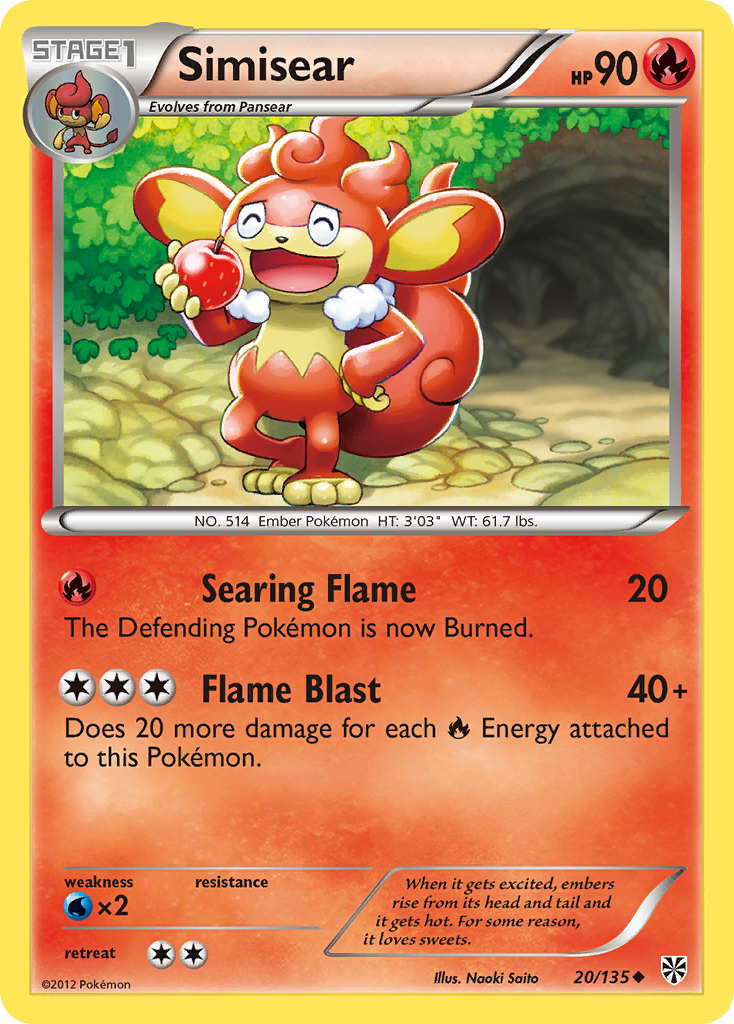 STAGE1
Simisear
HP 90
Evolves from Pansear
NO. 514 Ember Pokémon HT: 3'03" WT: 61.7 lbs.
Searing Flame 20
The Defending Pokémon is now Burned.
Flame Blast 40+
Does 20 more damage for each Energy attached
to this Pokémon.
weakness resistance
×2
When it gets excited, embers
rise from its head and tail and
it gets hot. For some reason,
it loves sweets.
retreat
©2012 Pokémon
Illus. Naoki Saito
20/135